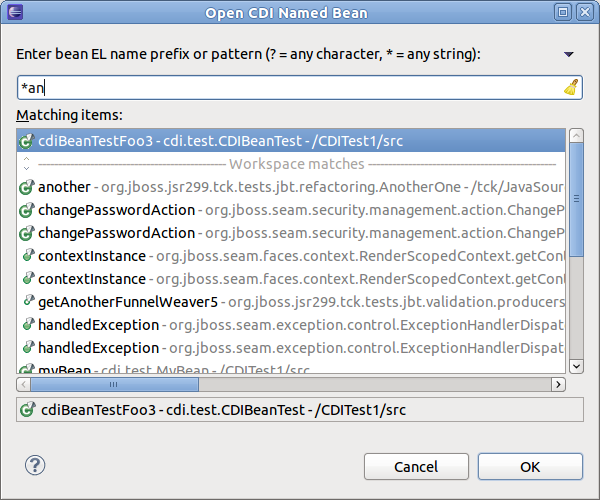 Open CDI Named Bean
Enter bean EL name prefix or pattern (? = any character, * = any string):
*an
Matching items:
cdiBeanTestFoo3 - cdi.test.CDIBeanTest - /CDITest1/src
Workspace matches
another - org.jboss.jsr299.tck.tests.jbt.refactoring.AnotherOne - /tck/JavaSour
changePasswordAction - org.jboss.seam.security.management.action.ChangeP
changePasswordAction - org.jboss.seam.security.management.action.ChangeP
contextInstance - org.jboss.seam.faces.context.RenderScopedContext.getCont
contextInstance - org.jboss.seam.faces.context.RenderScopedContext.getCont
getAnotherFunnelWeaver5 - org.jboss.jsr299.tck.tests.jbt.validation.producers
handledException - org.jboss.seam.exception.control.ExceptionHandlerDispat
handledException - org.jboss.seam.exception.control.ExceptionHandlerDispat
myBean - cdi.test.MyBean - /CDITest1/src
cdiBeanTestFoo3 - cdi.test.CDIBeanTest - /CDITest1/src
?
Cancel
OK